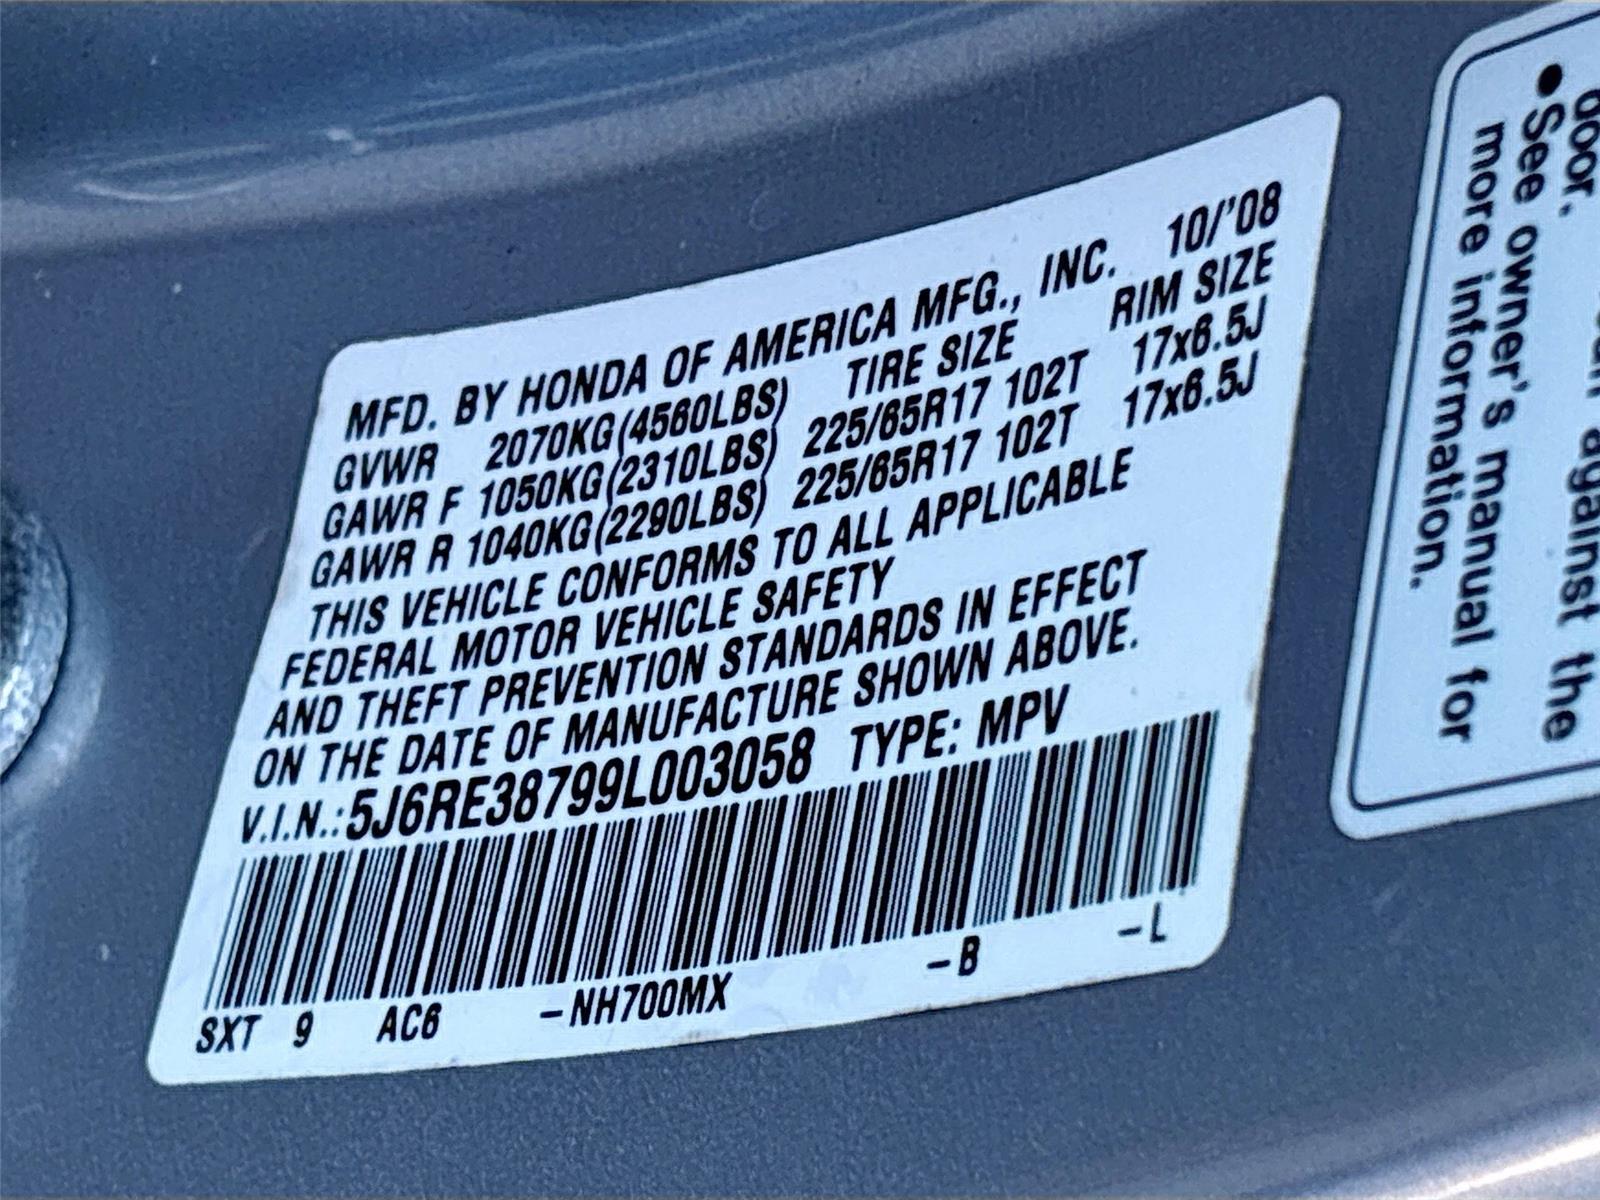 MFD. BY HONDA OF AMERICA MFG., INC. 10/'08
GVWR 2070KG(4560LBS) TIRE SIZE RIM SIZE
GAWR F 1050KG(2310LBS) 225/65R17 102T 17x6.5J
GAWR R 1040KG(2290LBS) 225/65R17 102T 17x6.5J
THIS VEHICLE CONFORMS TO ALL APPLICABLE
FEDERAL MOTOR VEHICLE SAFETY
AND THEFT PREVENTION STANDARDS IN EFFECT
ON THE DATE OF MANUFACTURE SHOWN ABOVE.
V.I.N.:5J6RE38799L003058 TYPE: MPV
SXT 9 AC6 -NH700MX -B -L
against the
door.
●See owner's manual for
more information.